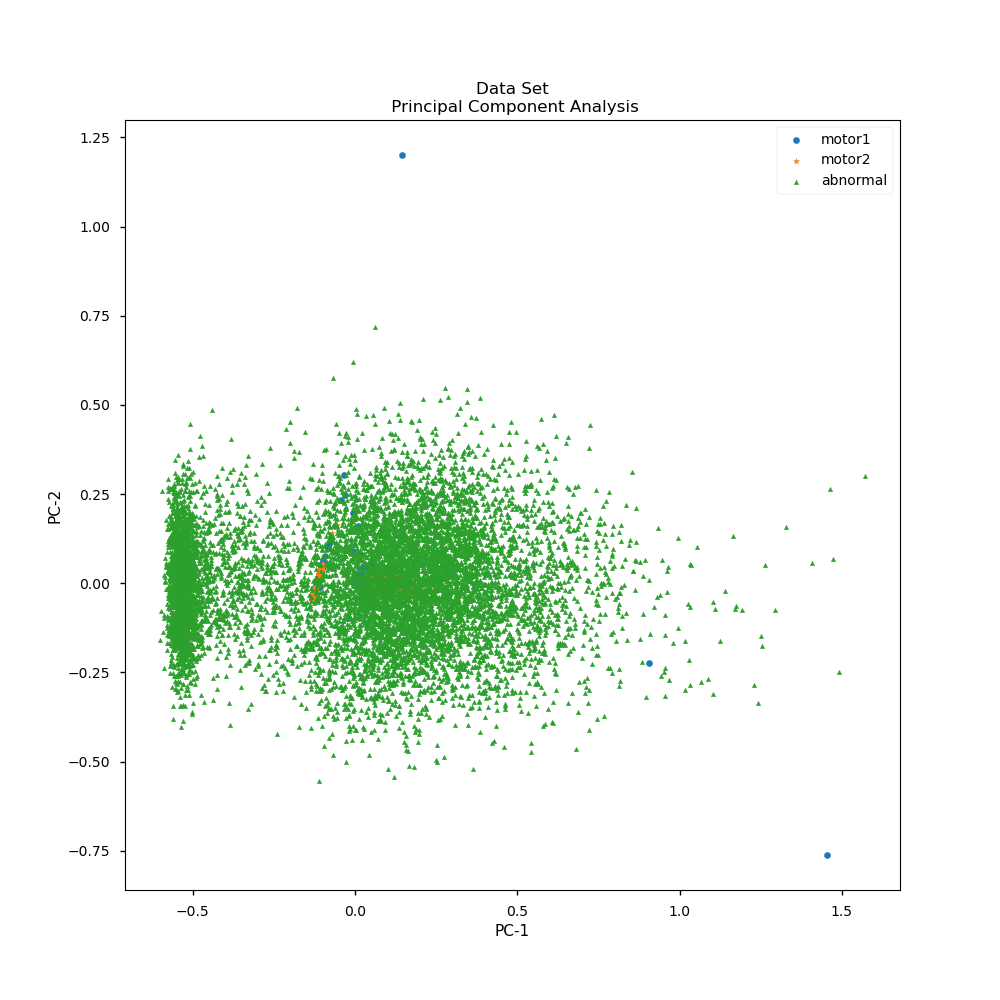 Data Set
Principal Component Analysis
motor1
motor2
abnormal
1.25
1.00
0.75
0.50
0.25
0.00
−0.25
−0.50
−0.75
PC-2
−0.5
0.0
0.5
1.0
1.5
PC-1